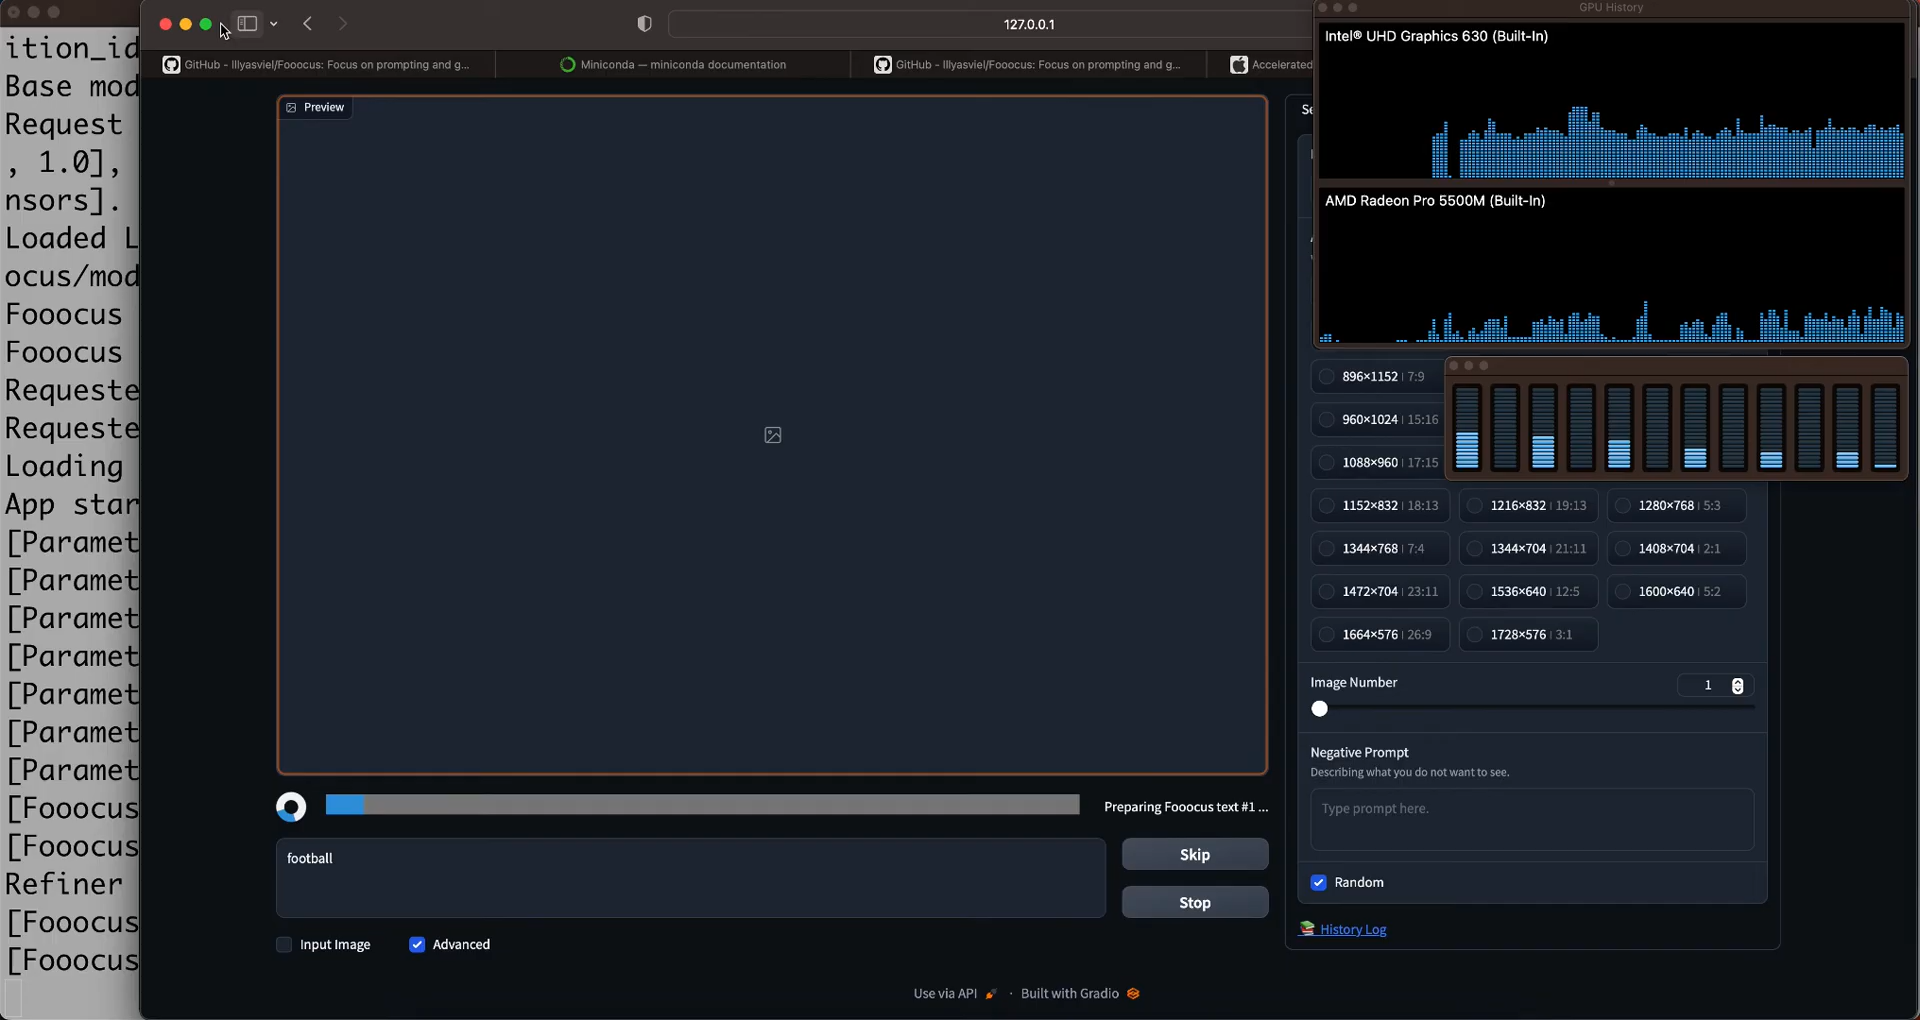 ition_id
Base mod
Request
, 1.0],
nsors].
Loaded L
ocus/mod
Fooocus
Fooocus
Requeste
Requeste
Loading
App star
[Paramet
[Paramet
[Paramet
[Paramet
[Paramet
[Paramet
[Paramet
[Fooocus
[Fooocus
Refiner
[Fooocus
[Fooocus
127.0.0.1
GitHub - lllyasviel/Fooocus: Focus on prompting and g...
Miniconda — miniconda documentation
GitHub - lllyasviel/Fooocus: Focus on prompting and g...
Accelerated
Preview
Preparing Fooocus text #1 ...
football
Skip
Stop
Input Image
Advanced
Use via API · Built with Gradio
GPU History
Intel® UHD Graphics 630 (Built-In)
AMD Radeon Pro 5500M (Built-In)
Se
896×1152 | 7:9
960×1024 | 15:16
1088×960 | 17:15
1152×832 | 18:13
1216×832 | 19:13
1280×768 | 5:3
1344×768 | 7:4
1344×704 | 21:11
1408×704 | 2:1
1472×704 | 23:11
1536×640 | 12:5
1600×640 | 5:2
1664×576 | 26:9
1728×576 | 3:1
Image Number
1
Negative Prompt
Describing what you do not want to see.
Type prompt here.
Random
History Log